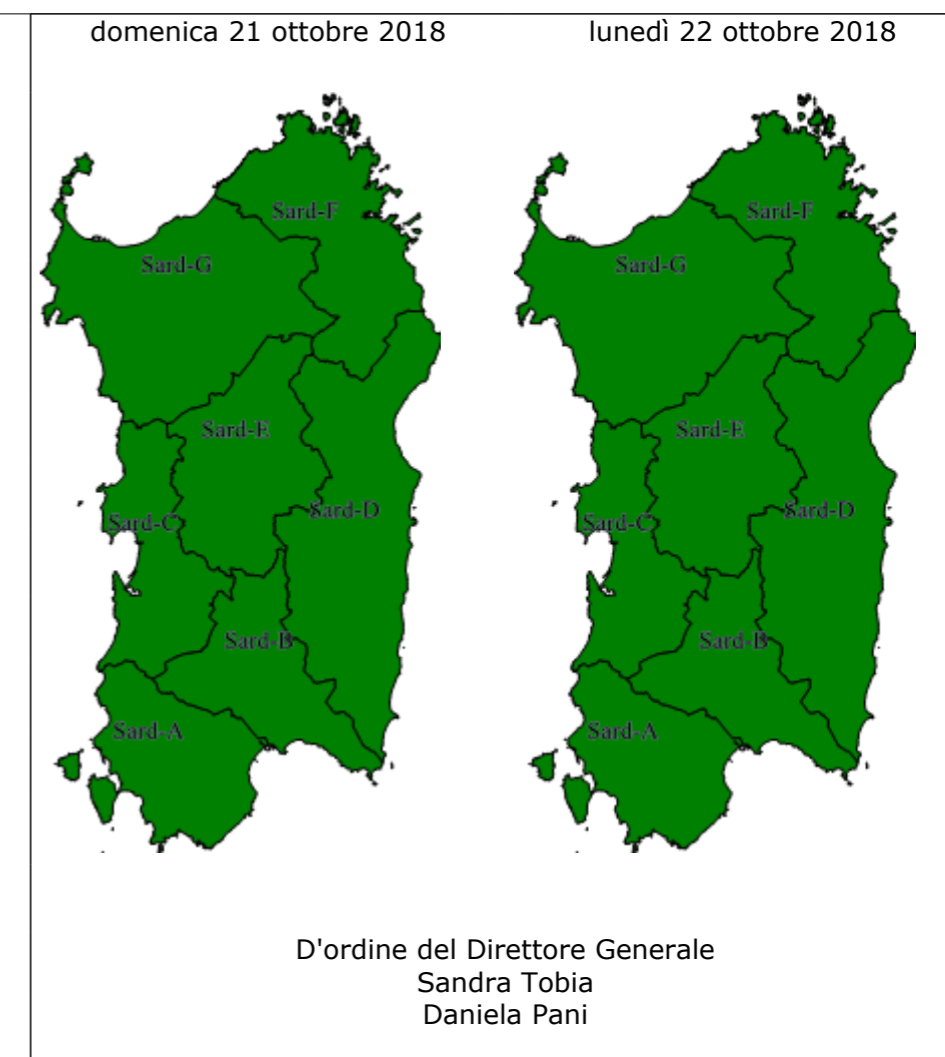 domenica 21 ottobre 2018
lunedì 22 ottobre 2018
Sard-F
Sard-G
Sard-E
Sard-D
Sard-C
Sard-B
Sard-A
Sard-F
Sard-G
Sard-E
Sard-D
Sard-C
Sard-B
Sard-A
D'ordine del Direttore Generale
Sandra Tobia
Daniela Pani